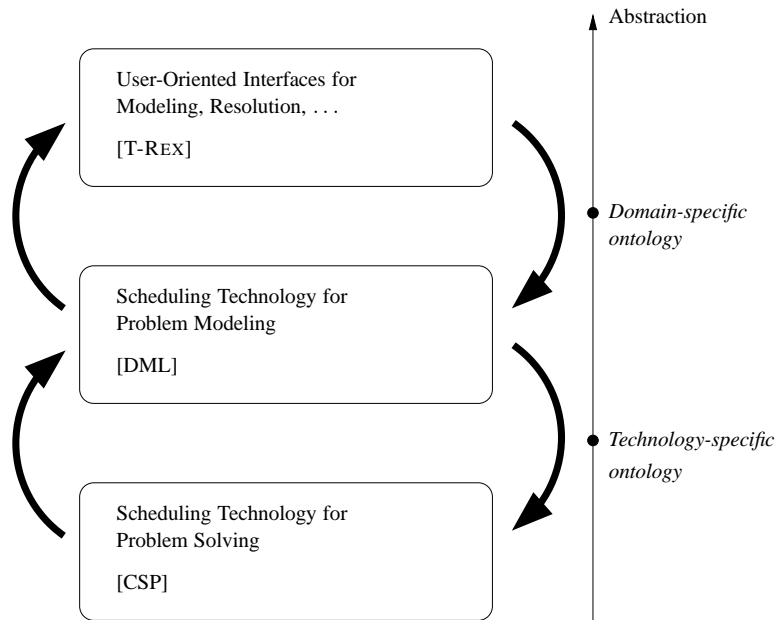 Abstraction
User-Oriented Interfaces for
Modeling, Resolution, . . .
[T-REX]
Domain-specific
ontology
Scheduling Technology for
Problem Modeling
[DML]
Technology-specific
ontology
Scheduling Technology for
Problem Solving
[CSP]